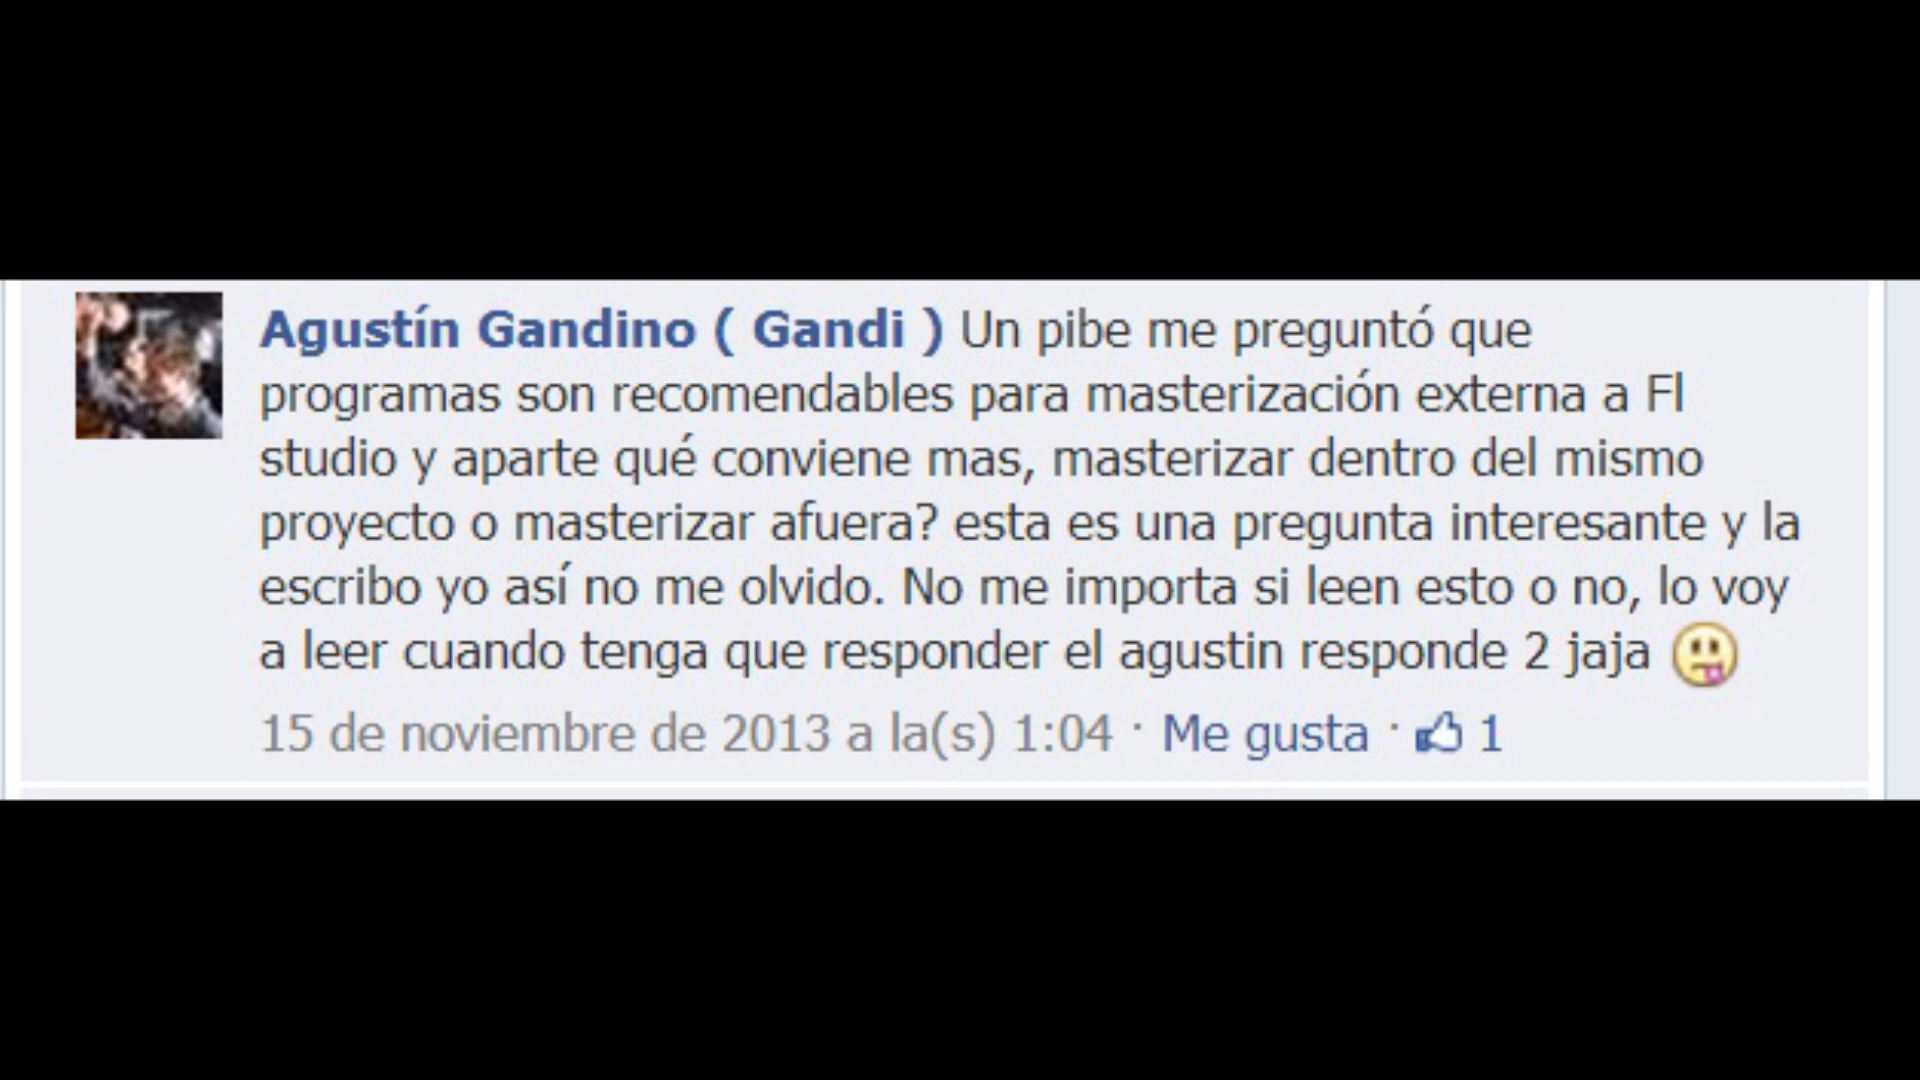 Agustín Gandino ( Gandi ) Un pibe me preguntó que
programas son recomendables para masterización externa a Fl
studio y aparte qué conviene mas, masterizar dentro del mismo
proyecto o masterizar afuera? esta es una pregunta interesante y la
escribo yo así no me olvido. No me importa si leen esto o no, lo voy
a leer cuando tenga que responder el agustin responde 2 jaja
15 de noviembre de 2013 a la(s) 1:04 · Me gusta · 1